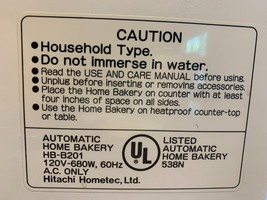 CAUTION
●Household Type.
●Do not immerse in water.
●Read the USE AND CARE MANUAL before using.
●Unplug before inserting or removing accessories.
●Place the Home Bakery on counter with at least
four inches of space on all sides.
●Use the Home Bakery on heatproof counter-top
or table.
AUTOMATIC
HOME BAKERY
HB-B201
120V-680W, 60Hz
A.C. ONLY
Hitachi Hometec, Ltd.
UL
®
LISTED
AUTOMATIC
HOME BAKERY
538N